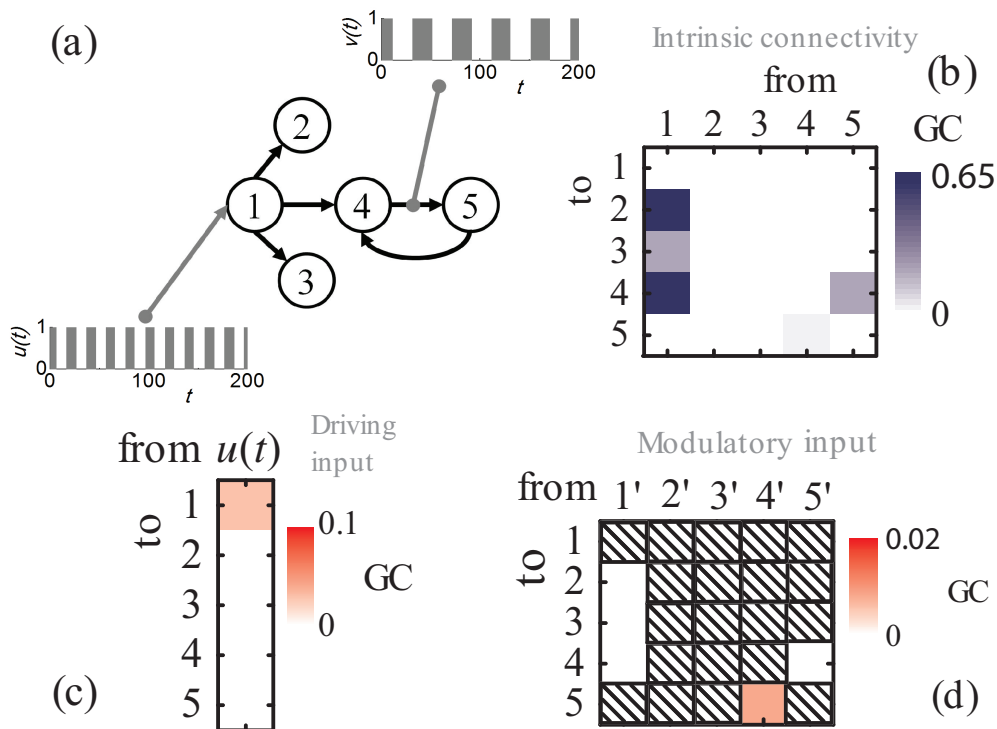 (a)
v(t)
1
0
0 100 200
t
2
1 4 5
3
u(t)
1
0
0 100 200
t
Intrinsic connectivity
(b)
from
1 2 3 4 5
to
1
2
3
4
5
GC
0.65
0
from u(t)
Driving
input
to
1
2
3
4
5
0.1
GC
0
(c)
Modulatory input
from 1' 2' 3' 4' 5'
to
1
2
3
4
5
0.02
GC
0
(d)